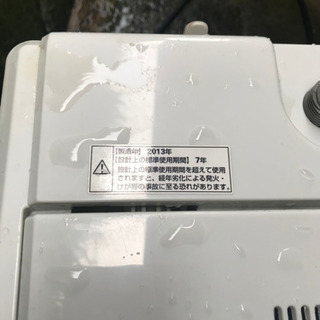 【製造年】2013年
【設計上の標準使用期間】7年
設計上の標準使用期間を超えて使用
されますと、経年劣化による発火・
けが等の事故に至る恐れがあります。